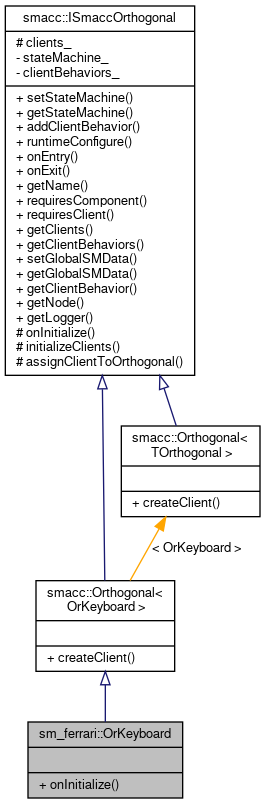 smacc::ISmaccOrthogonal
# clients_
- stateMachine_
- clientBehaviors_
+ setStateMachine()
+ getStateMachine()
+ addClientBehavior()
+ runtimeConfigure()
+ onEntry()
+ onExit()
+ getName()
+ requiresComponent()
+ requiresClient()
+ getClients()
+ getClientBehaviors()
+ setGlobalSMData()
+ getGlobalSMData()
+ getClientBehavior()
+ getNode()
+ getLogger()
# onInitialize()
# initializeClients()
# assignClientToOrthogonal()
smacc::Orthogonal<
TOrthogonal >
+ createClient()
< OrKeyboard >
smacc::Orthogonal<
OrKeyboard >
+ createClient()
sm_ferrari::OrKeyboard
+ onInitialize()